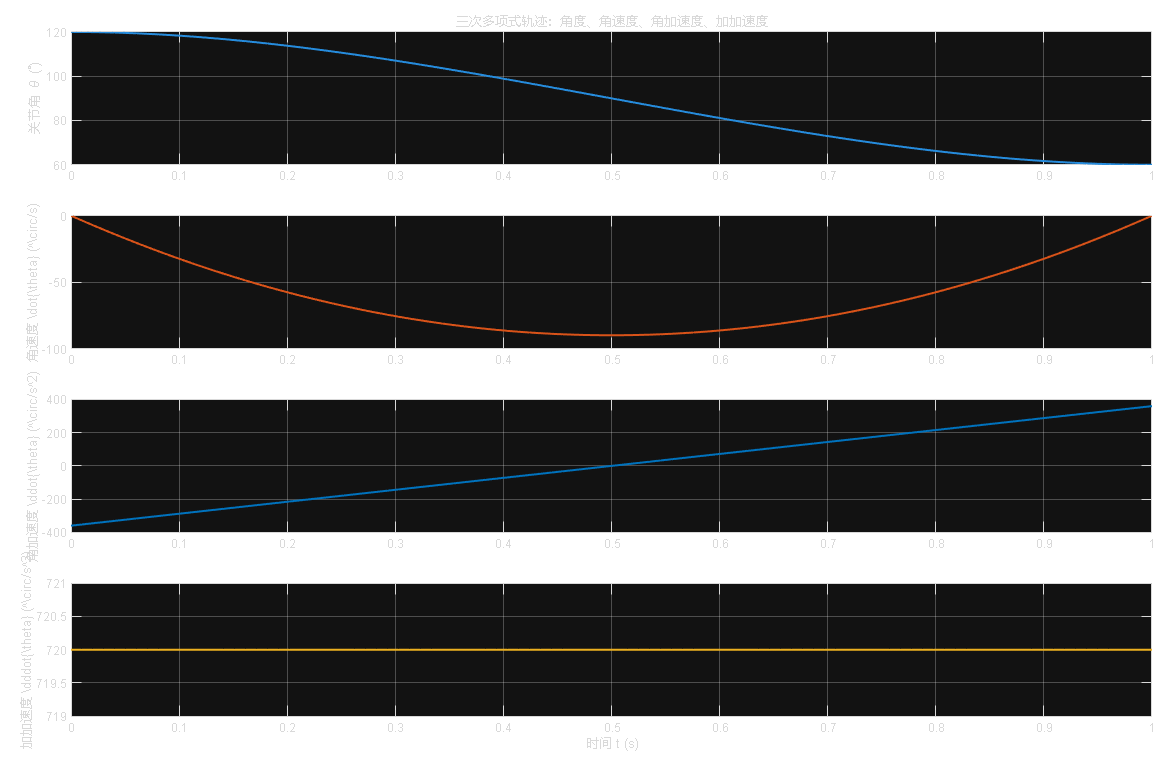 三次多项式轨迹：角度、角速度、角加速度、加加速度
关节角 θ (°)
120
100
80
60
0 0.1 0.2 0.3 0.4 0.5 0.6 0.7 0.8 0.9 1
角速度 \dot{\theta} (^\circ/s)
0
-50
-100
0 0.1 0.2 0.3 0.4 0.5 0.6 0.7 0.8 0.9 1
角加速度 \ddot{\theta} (^\circ/s^2)
400
200
0
-200
-400
0 0.1 0.2 0.3 0.4 0.5 0.6 0.7 0.8 0.9 1
加加速度 \dddot{\theta} (^\circ/s^3)
721
720.5
720
719.5
719
0 0.1 0.2 0.3 0.4 0.5 0.6 0.7 0.8 0.9 1
时间 t (s)